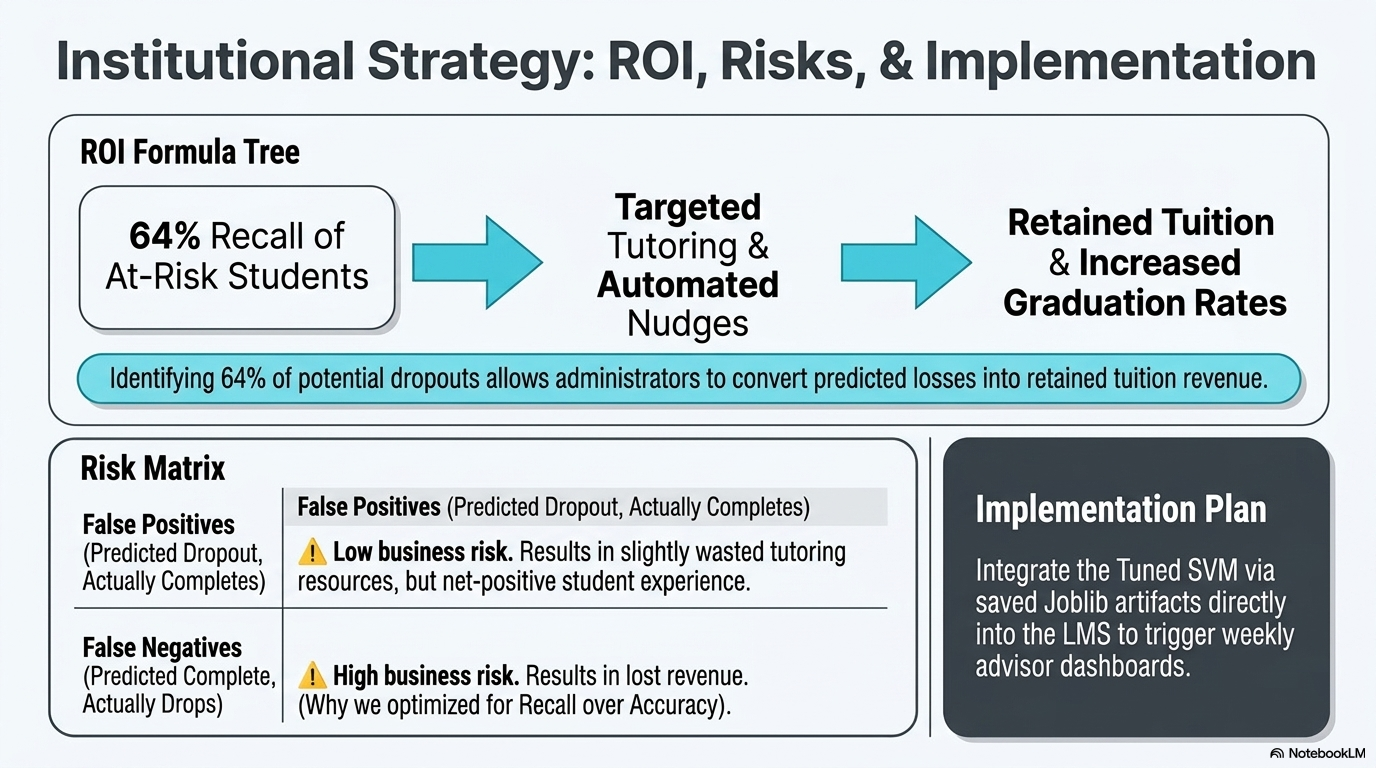 Institutional Strategy: ROI, Risks, & Implementation
ROI Formula Tree
64% Recall of
At-Risk Students
Targeted
Tutoring &
Automated
Nudges
Retained Tuition
& Increased
Graduation Rates
Identifying 64% of potential dropouts allows administrators to convert predicted losses into retained tuition revenue.
Risk Matrix
False Positives (Predicted Dropout, Actually Completes)
False Positives
(Predicted Dropout,
Actually Completes)
⚠️ Low business risk. Results in slightly wasted tutoring
resources, but net-positive student experience.
False Negatives
(Predicted Complete,
Actually Drops)
⚠️ High business risk. Results in lost revenue.
(Why we optimized for Recall over Accuracy).
Implementation Plan
Integrate the Tuned SVM via
saved Joblib artifacts directly
into the LMS to trigger weekly
advisor dashboards.
NotebookLM